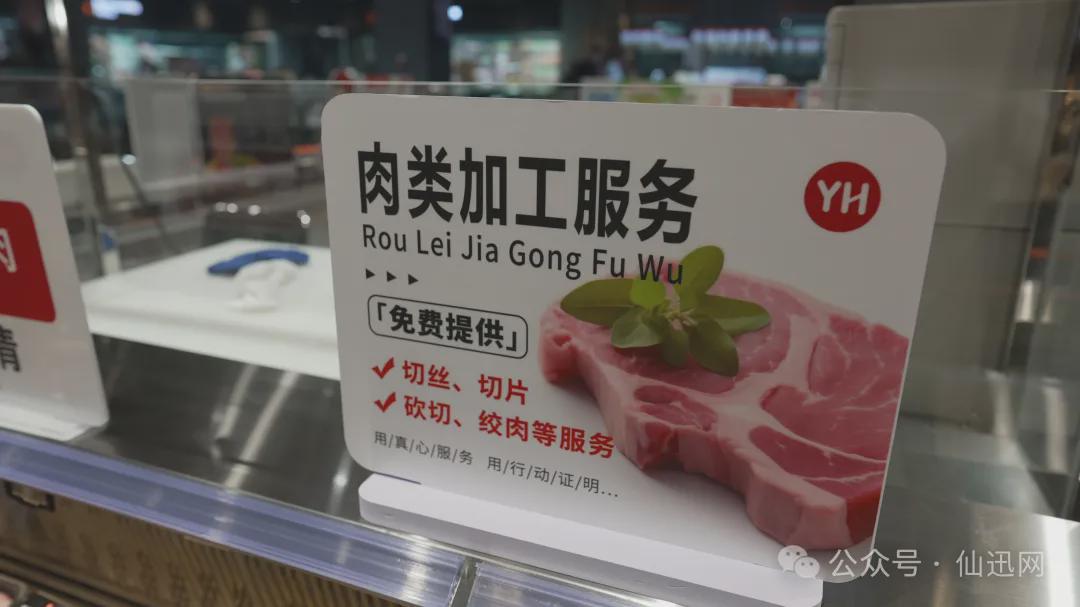 肉类加工服务
YH
Rou Lei Jia Gong Fu Wu
「免费提供」
切丝、切片
砍切、绞肉等服务
用/真/心/服/务 用/行/动/证/明...
公众号·仙迅网